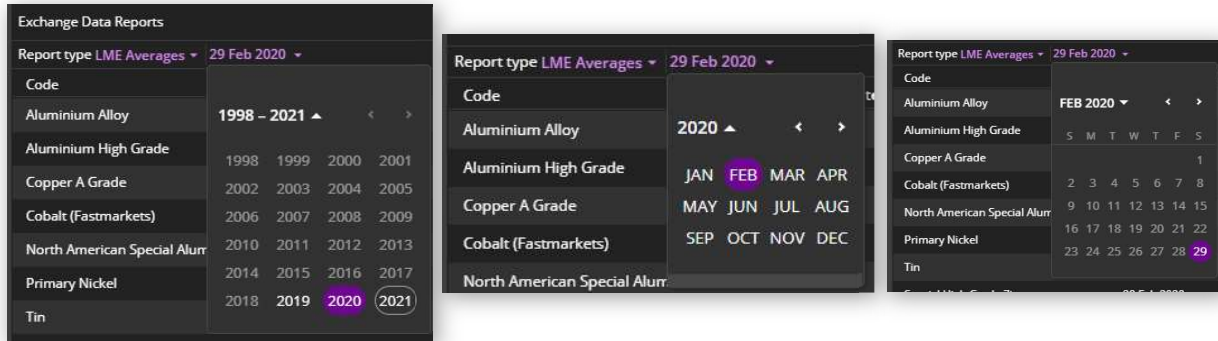 Exchange Data Reports
Report type LME Averages 29 Feb 2020
Code
Aluminium Alloy
Aluminium High Grade
Copper A Grade
Cobalt (Fastmarkets)
North American Special Alum
Primary Nickel
Tin
1998 – 2021
1998 1999 2000 2001
2002 2003 2004 2005
2006 2007 2008 2009
2010 2011 2012 2013
2014 2015 2016 2017
2018 2019 2020 2021
Report type LME Averages 29 Feb 2020
Code
Aluminium Alloy
Aluminium High Grade
Copper A Grade
Cobalt (Fastmarkets)
North American Special Alum
2020
JAN FEB MAR APR
MAY JUN JUL AUG
SEP OCT NOV DEC
Report type LME Averages 29 Feb 2020
Code
Aluminium Alloy
Aluminium High Grade
Copper A Grade
Cobalt (Fastmarkets)
North American Special Alum
Primary Nickel
Tin
FEB 2020
S M T W T F S
1
2 3 4 5 6 7 8
9 10 11 12 13 14 15
16 17 18 19 20 21 22
23 24 25 26 27 28 29